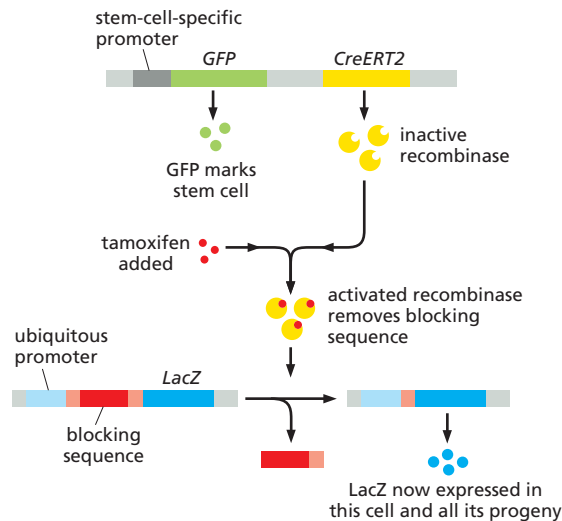 stem-cell-specific
promoter
GFP
CreERT2
GFP marks
stem cell
inactive
recombinase
tamoxifen
added
activated recombinase
removes blocking
sequence
ubiquitous
promoter
LacZ
blocking
sequence
LacZ now expressed in
this cell and all its progeny